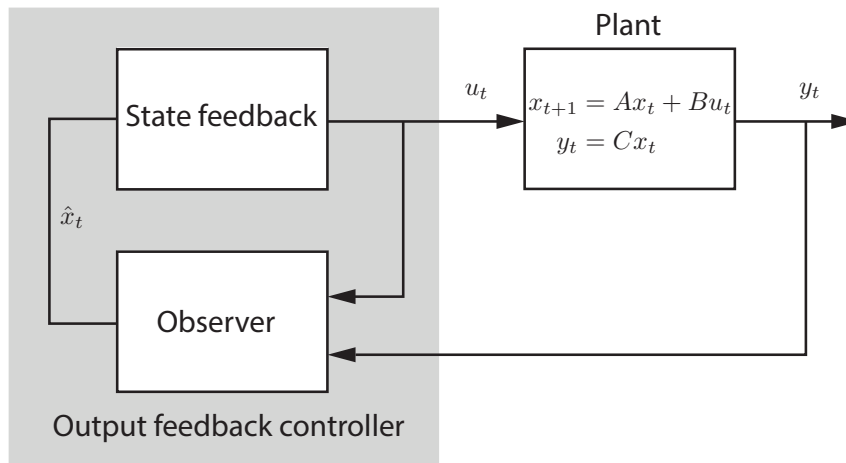 Plant
State feedback
u_t
x_{t+1} = Ax_t + Bu_t
y_t = Cx_t
y_t
x̂_t
Observer
Output feedback controller